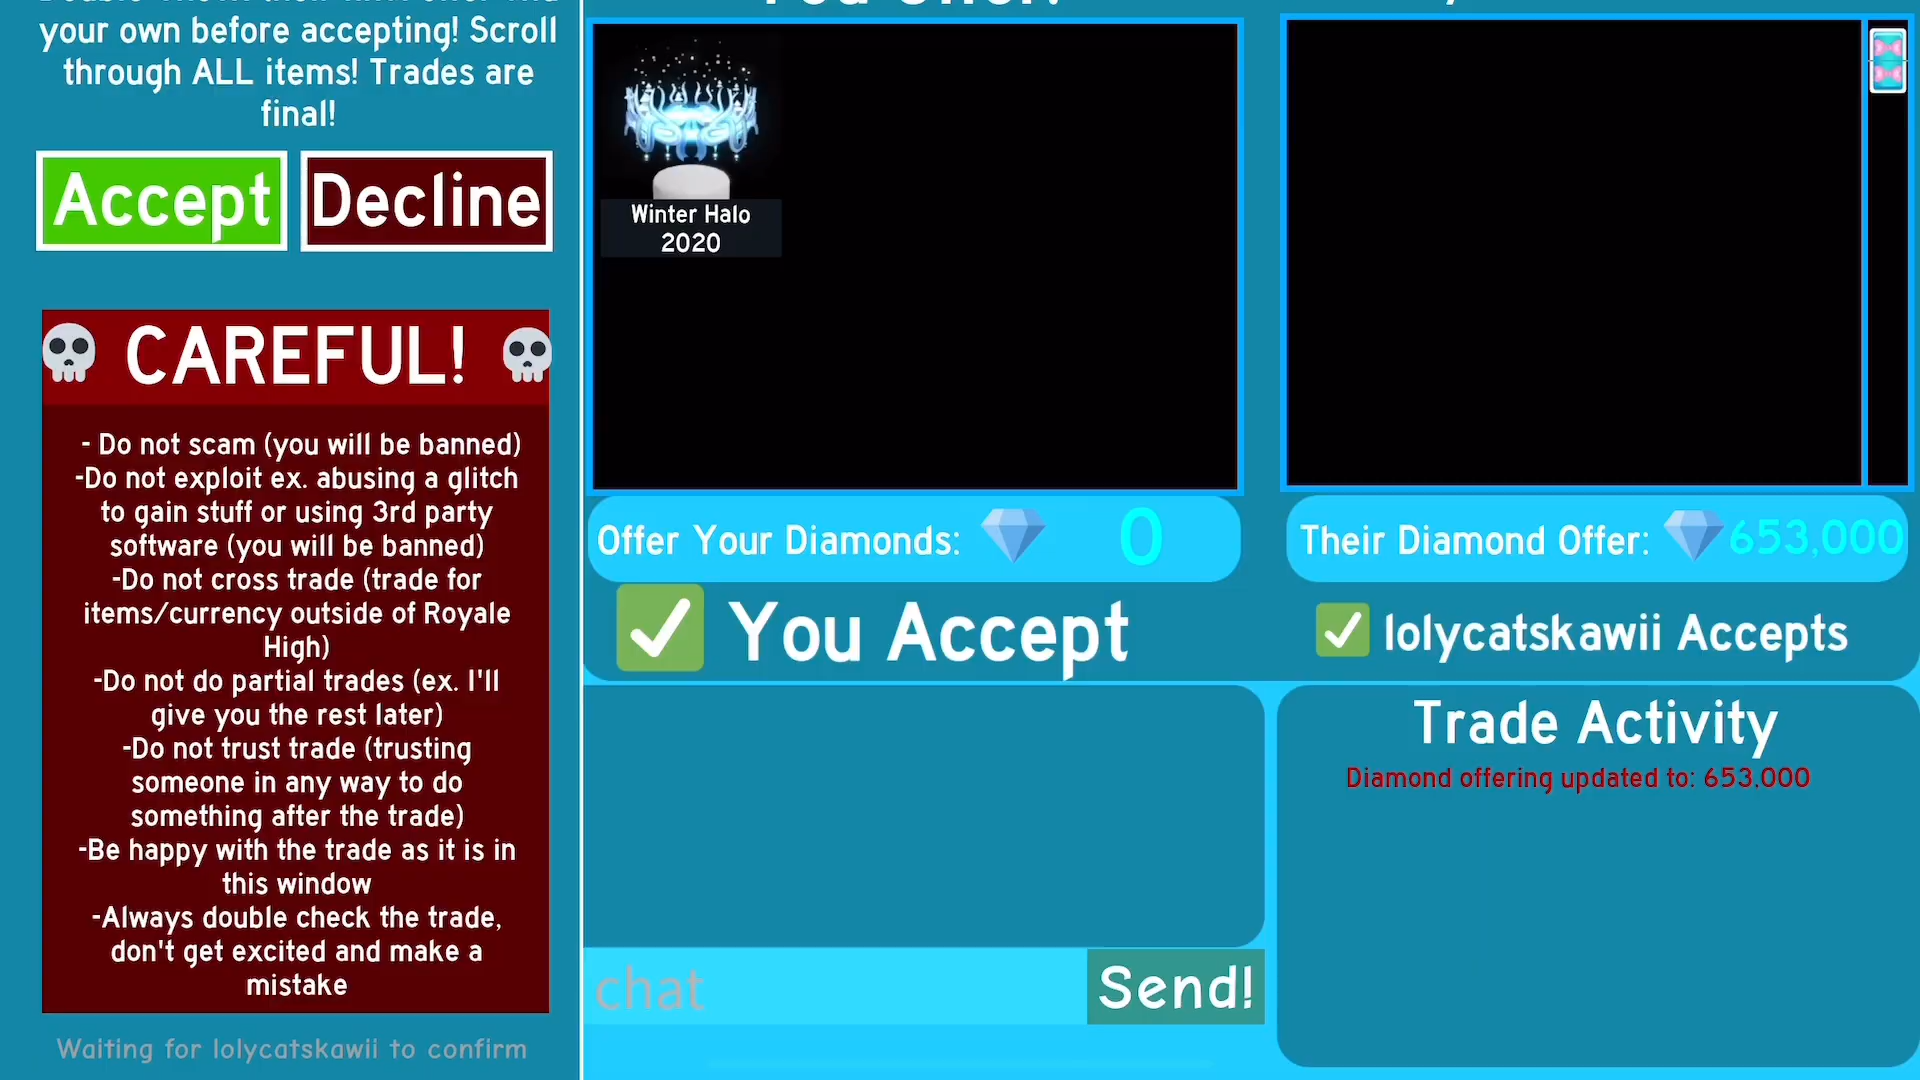 your own before accepting! Scroll
through ALL items! Trades are
final!
Accept
Decline
CAREFUL!
- Do not scam (you will be banned)
-Do not exploit ex. abusing a glitch
to gain stuff or using 3rd party
software (you will be banned)
-Do not cross trade (trade for
items/currency outside of Royale
High)
-Do not do partial trades (ex. I'll
give you the rest later)
-Do not trust trade (trusting
someone in any way to do
something after the trade)
-Be happy with the trade as it is in
this window
-Always double check the trade,
don't get excited and make a
mistake
Waiting for lolycatskawii to confirm
Winter Halo
2020
Offer Your Diamonds: 0
You Accept
chat
Send!
Their Diamond Offer: 653,000
lolycatskawii Accepts
Trade Activity
Diamond offering updated to: 653,000